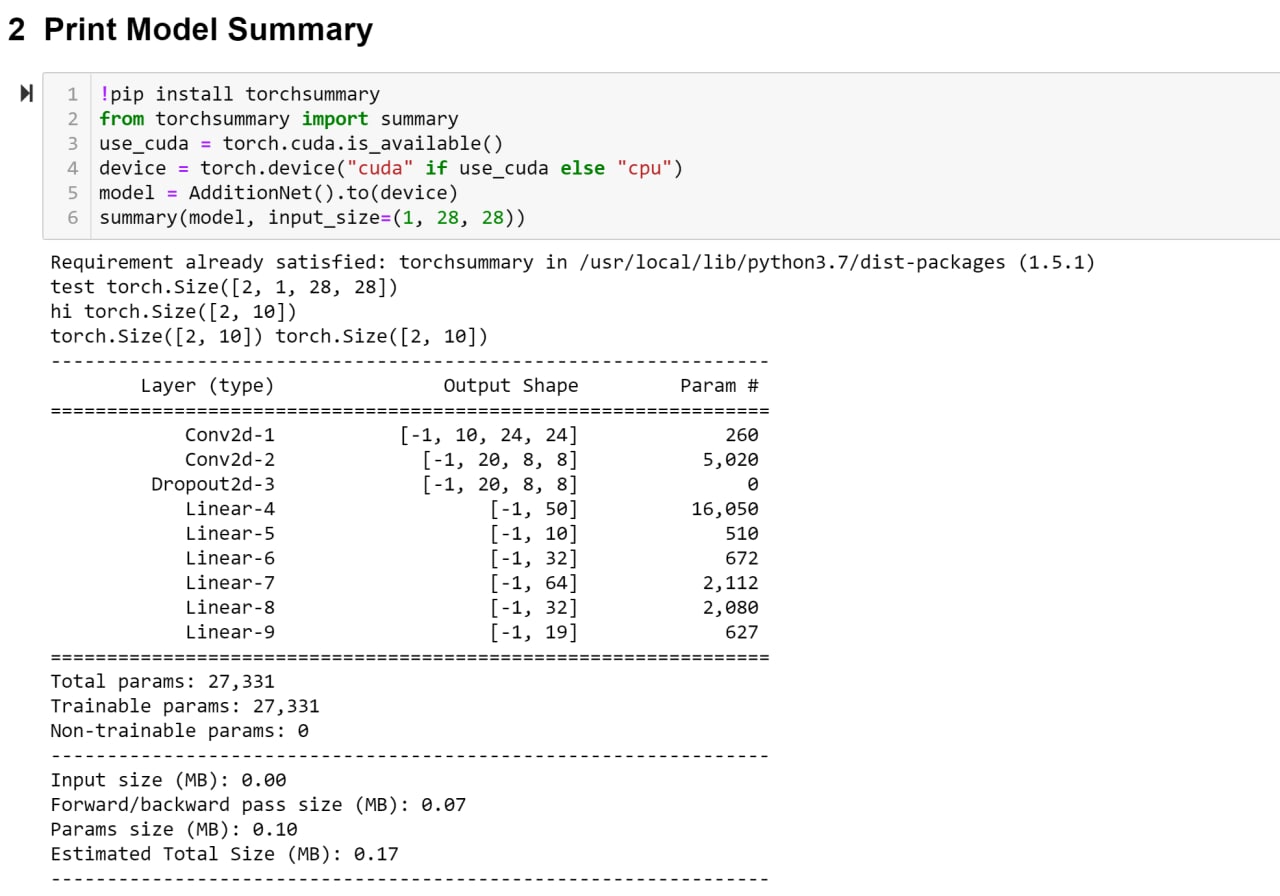 2 Print Model Summary
1 !pip install torchsummary
2 from torchsummary import summary
3 use_cuda = torch.cuda.is_available()
4 device = torch.device("cuda" if use_cuda else "cpu")
5 model = AdditionNet().to(device)
6 summary(model, input_size=(1, 28, 28))
Requirement already satisfied: torchsummary in /usr/local/lib/python3.7/dist-packages (1.5.1)
test torch.Size([2, 1, 28, 28])
hi torch.Size([2, 10])
torch.Size([2, 10]) torch.Size([2, 10])
----------------------------------------------------------------
Layer (type) Output Shape Param #
================================================================
Conv2d-1 [-1, 10, 24, 24] 260
Conv2d-2 [-1, 20, 8, 8] 5,020
Dropout2d-3 [-1, 20, 8, 8] 0
Linear-4 [-1, 50] 16,050
Linear-5 [-1, 10] 510
Linear-6 [-1, 32] 672
Linear-7 [-1, 64] 2,112
Linear-8 [-1, 32] 2,080
Linear-9 [-1, 19] 627
================================================================
Total params: 27,331
Trainable params: 27,331
Non-trainable params: 0
----------------------------------------------------------------
Input size (MB): 0.00
Forward/backward pass size (MB): 0.07
Params size (MB): 0.10
Estimated Total Size (MB): 0.17
----------------------------------------------------------------